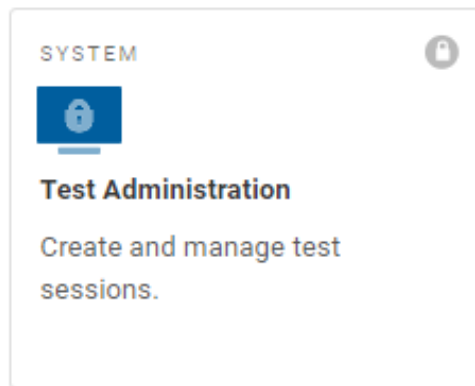 SYSTEM
Test Administration
Create and manage test
sessions.